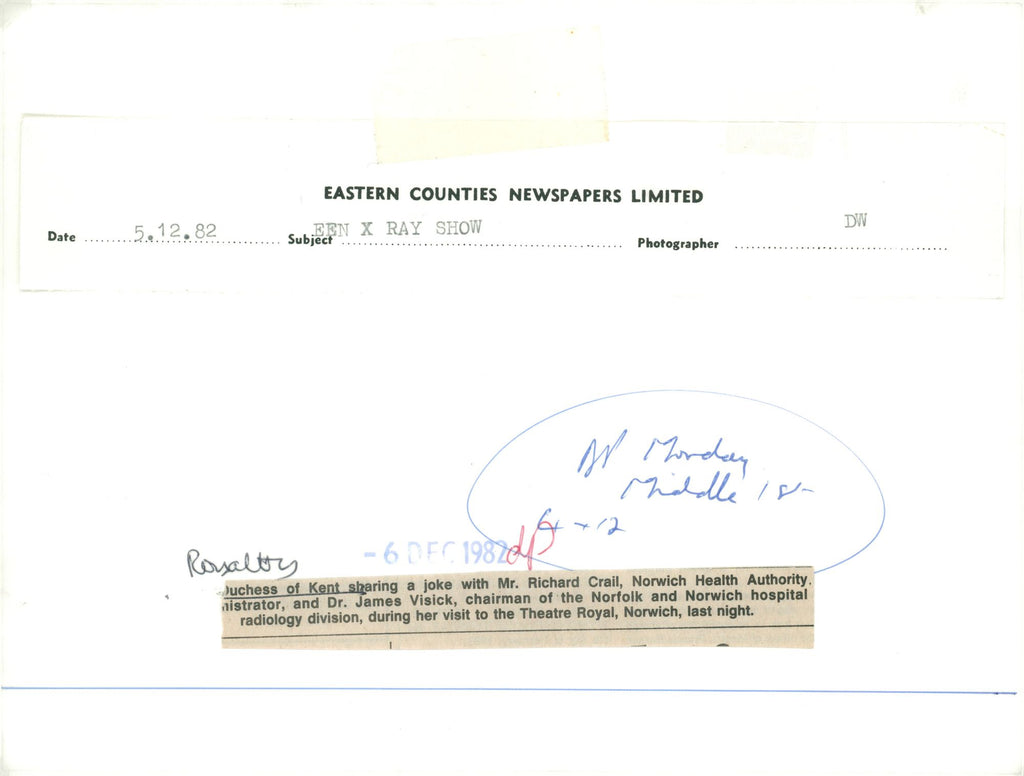 EASTERN COUNTIES NEWSPAPERS LIMITED
Date 5.12.82 Subject EEN X RAY SHOW Photographer DW
Monday
Middle 1st
6 x 12
- 6 DEC 1982 dp
Royalty
Duchess of Kent sharing a joke with Mr. Richard Crail, Norwich Health Authority.
nistrator, and Dr. James Visick, chairman of the Norfolk and Norwich hospital
radiology division, during her visit to the Theatre Royal, Norwich, last night.